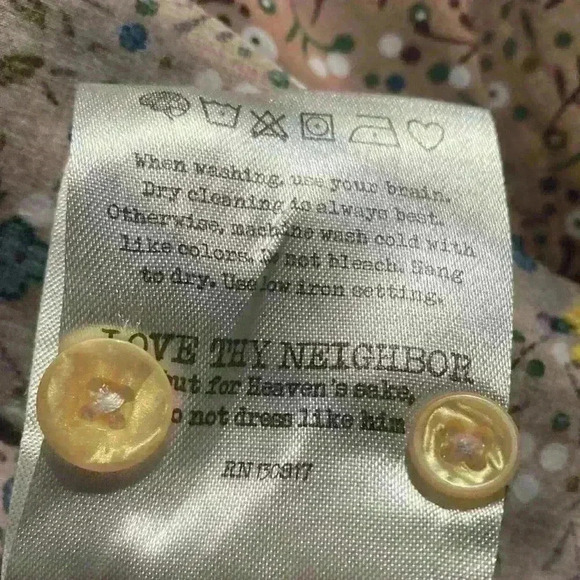 When washing, use your brain.
Dry cleaning is always best.
Otherwise, machine wash cold with
like colors. not bleach. Hang
to dry. Use low iron setting.
LOVE THY NEIGHBOR
but for Heaven's sake,
do not dress like him
RN 130817